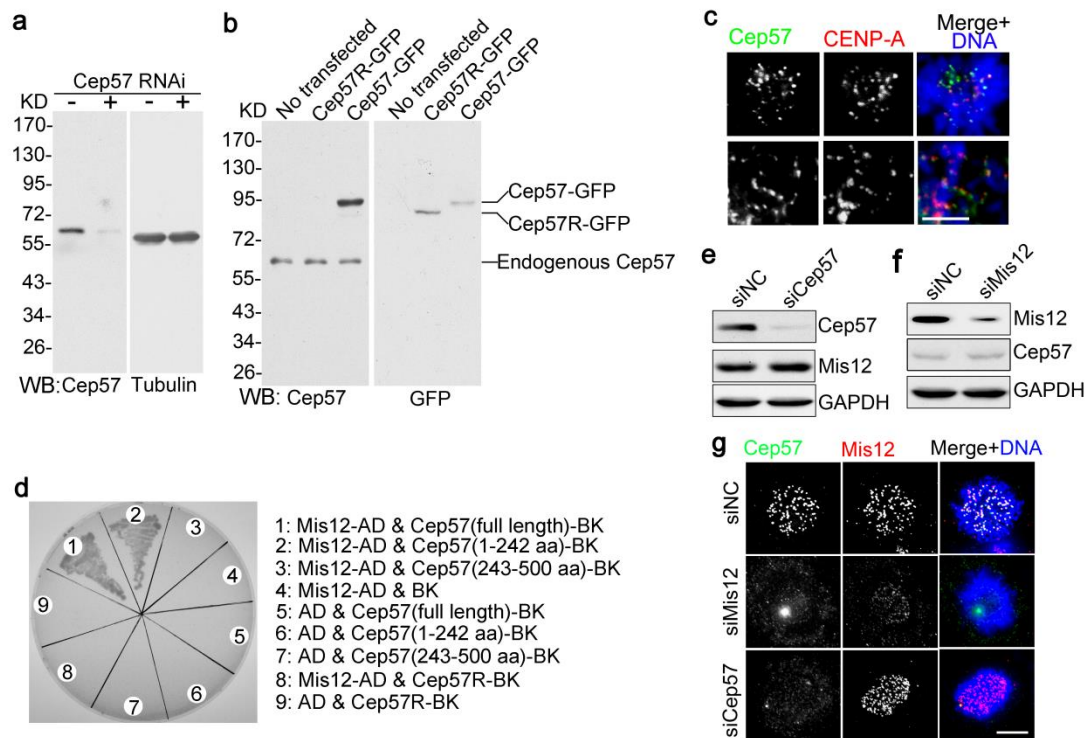 a
Cep57 RNAi
KD - + - +
170-
130-
95-
72-
55-
43-
34-
26-
WB: Cep57 Tubulin
b
No transfected
Cep57R-GFP
Cep57-GFP
No transfected
Cep57R-GFP
Cep57-GFP
KD
170-
130-
95-
72-
55-
43-
34-
26-
Cep57-GFP
Cep57R-GFP
Endogenous Cep57
WB: Cep57 GFP
c
Cep57 CENP-A Merge+
DNA
d
1
2
3
4
5
6
7
8
9
1: Mis12-AD & Cep57(full length)-BK
2: Mis12-AD & Cep57(1-242 aa)-BK
3: Mis12-AD & Cep57(243-500 aa)-BK
4: Mis12-AD & BK
5: AD & Cep57(full length)-BK
6: AD & Cep57(1-242 aa)-BK
7: AD & Cep57(243-500 aa)-BK
8: Mis12-AD & Cep57R-BK
9: AD & Cep57R-BK
e
siNC
siCep57
Cep57
Mis12
GAPDH
f
siNC
siMis12
Mis12
Cep57
GAPDH
g
Cep57 Mis12 Merge+DNA
siNC
siMis12
siCep57